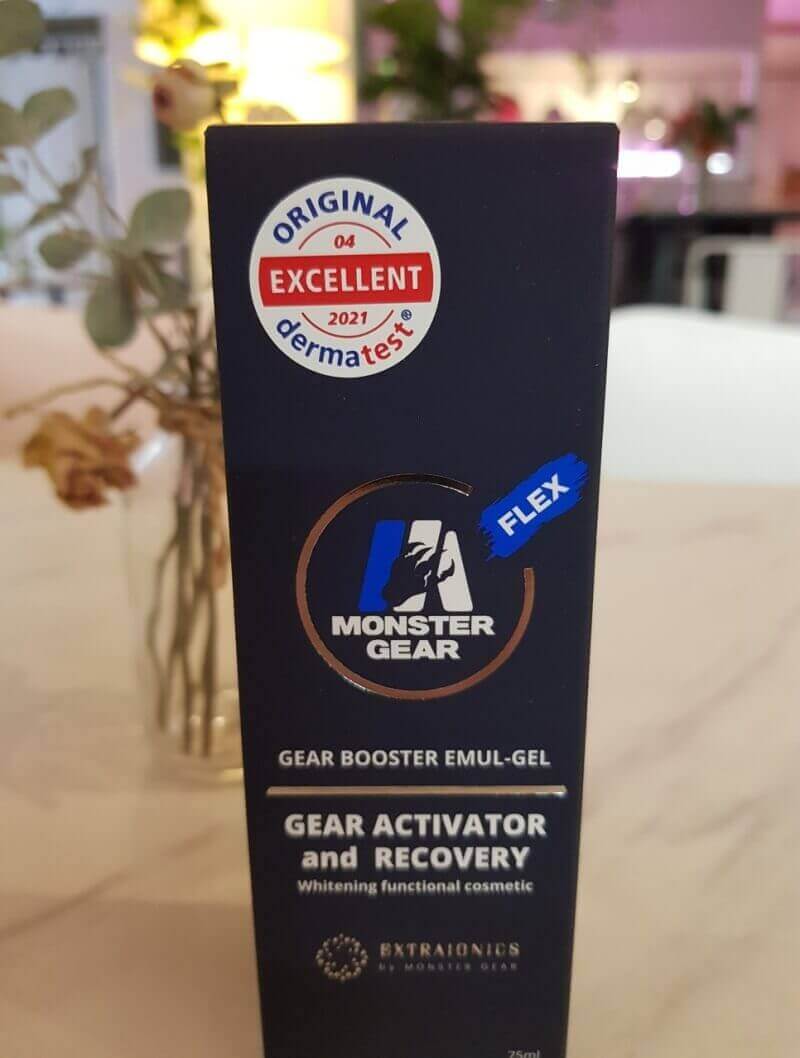 ORIGINAL
04
EXCELLENT
2021
dermatest®
FLEX
MONSTER
GEAR
GEAR BOOSTER EMUL-GEL
GEAR ACTIVATOR
and RECOVERY
Whitening functional cosmetic
EXTRAIONICS
by MONSTER GEAR
75ml